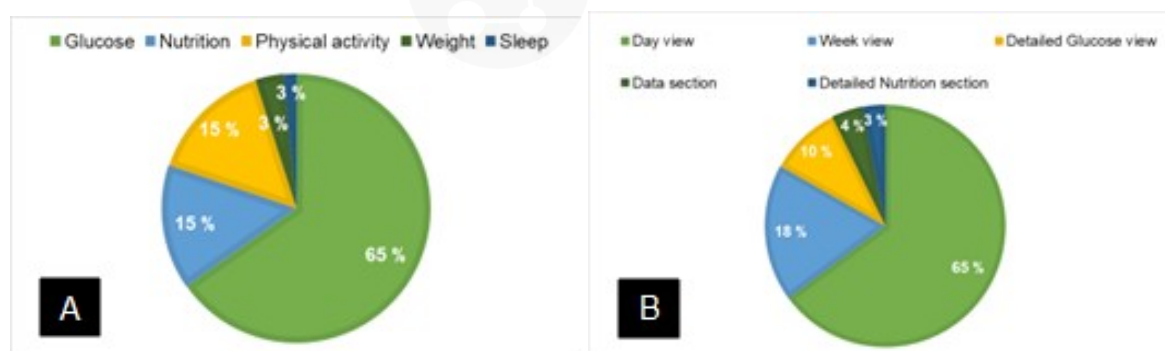 Glucose Nutrition Physical activity Weight Sleep
3 %
3 %
15 %
15 %
65 %
A
Day view Week view Detailed Glucose view
Data section Detailed Nutrition section
4 % 3 %
10 %
18 %
65 %
B